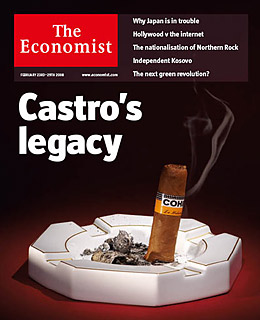 The
Economist
FEBRUARY 23RD-29TH 2008
www.economist.com
Why Japan is in trouble
Hollywood v the internet
The nationalisation of Northern Rock
Independent Kosovo
The next green revolution?
Castro's
legacy
COH